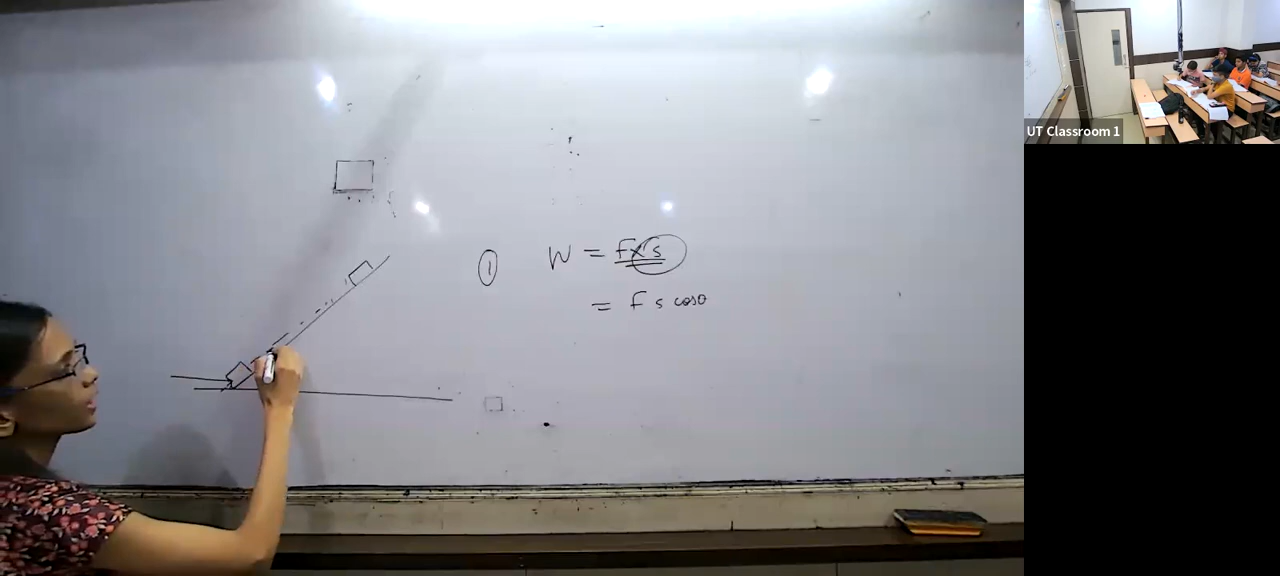 UT Classroom 1
① W = F×s
= F s cosθ